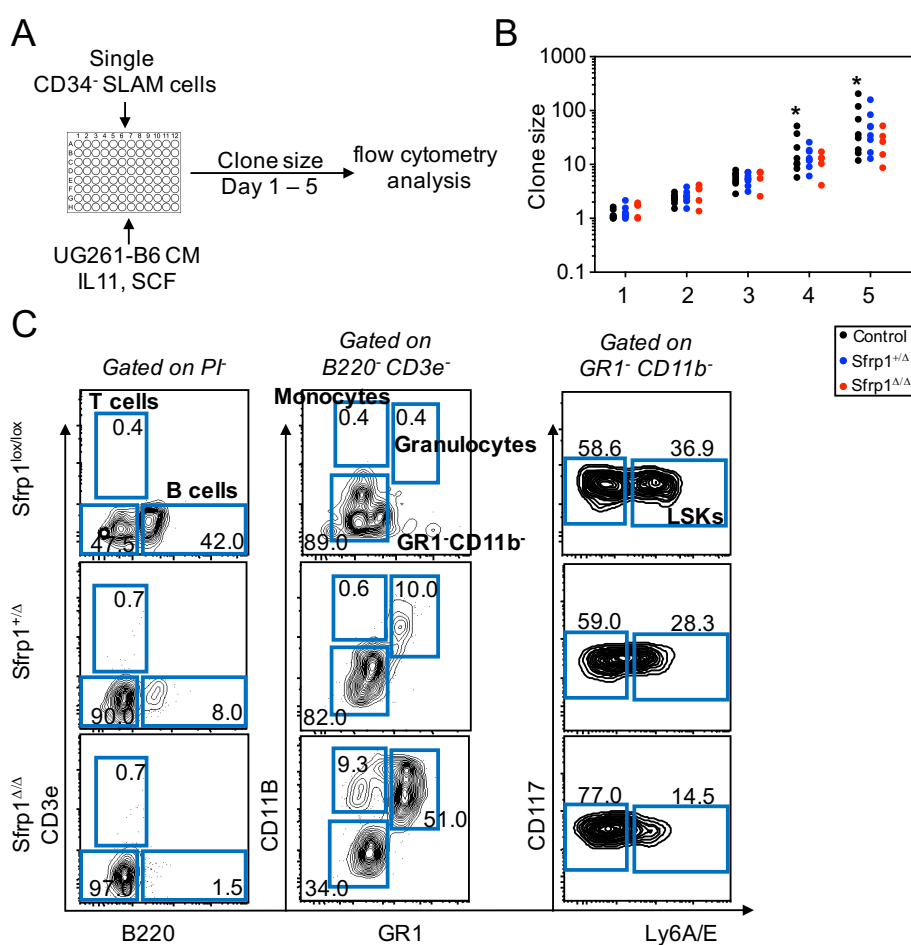 A
Single
CD34- SLAM cells
1 2 3 4 5 6 7 8 9 10 11 12
A
B
C
D
E
F
G
H
Clone size
Day 1 – 5
flow cytometry
analysis
UG261-B6 CM
IL11, SCF
B
Clone size
1000
100
10
1
0.1
*
*
1 2 3 4 5
Control
Sfrp1+/Δ
Sfrp1Δ/Δ
C
Gated on PI-
Gated on
B220- CD3e-
Gated on
GR1- CD11b-
Sfrp1lox/lox
T cells
0.4
B cells
47.5
42.0
Monocytes
0.4
0.4
Granulocytes
89.0
GR1-CD11b-
58.6
36.9
LSKs
Sfrp1+/Δ
0.7
90.0
8.0
0.6
10.0
82.0
59.0
28.3
Sfrp1Δ/Δ
CD3e
0.7
1.5
CD11B
9.3
51.0
34.0
CD117
77.0
14.5
B220
GR1
Ly6A/E